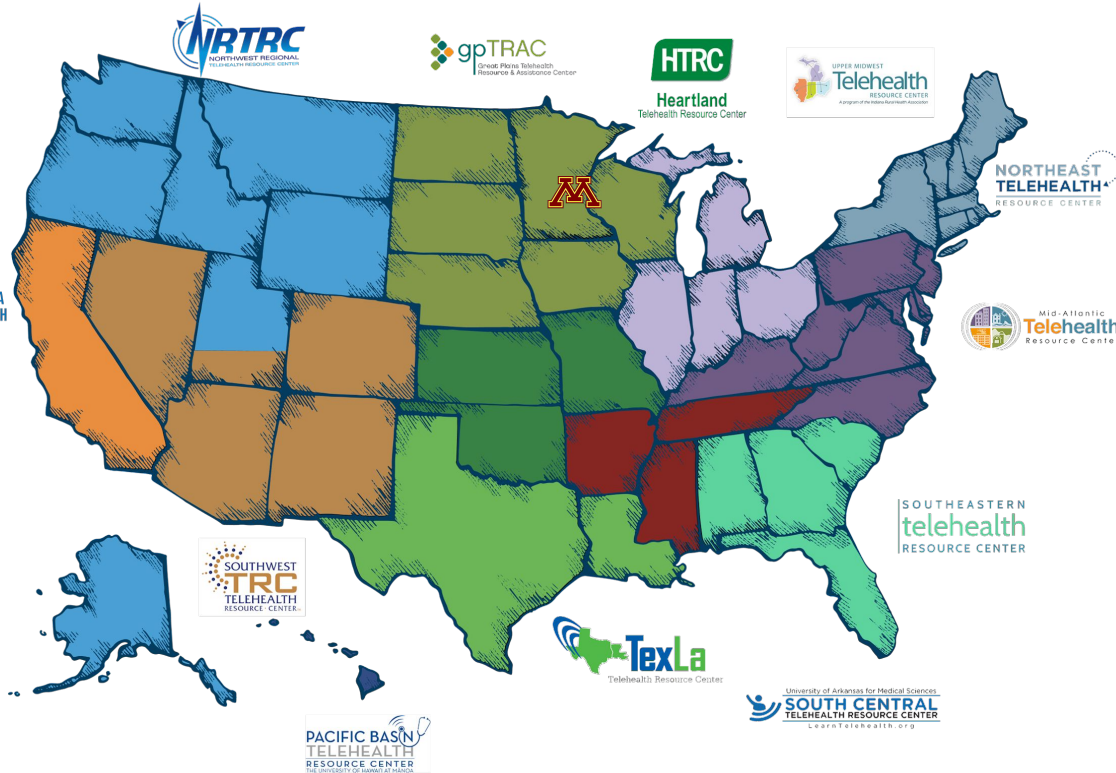 NRTRC
NORTHWEST REGIONAL
TELEHEALTH RESOURCE CENTER
gpTRAC
Great Plains Telehealth
Resource & Assistance Center
HTRC
Heartland
Telehealth Resource Center
UPPER MIDWEST
Telehealth
RESOURCE CENTER
A program of the Indiana Rural Health Association
M
NORTHEAST
TELEHEALTH
RESOURCE CENTER
A
H
Mid-Atlantic
Telehealth
Resource Cente
SOUTHEASTERN
telehealth
RESOURCE CENTER
SOUTHWEST
TRC
TELEHEALTH
RESOURCE CENTER
TexLa
Telehealth Resource Center
University of Arkansas for Medical Sciences
SOUTH CENTRAL
TELEHEALTH RESOURCE CENTER
LearnTelehealth.org
PACIFIC BASIN
TELEHEALTH
RESOURCE CENTER
THE UNIVERSITY OF HAWAI'I AT MĀNOA